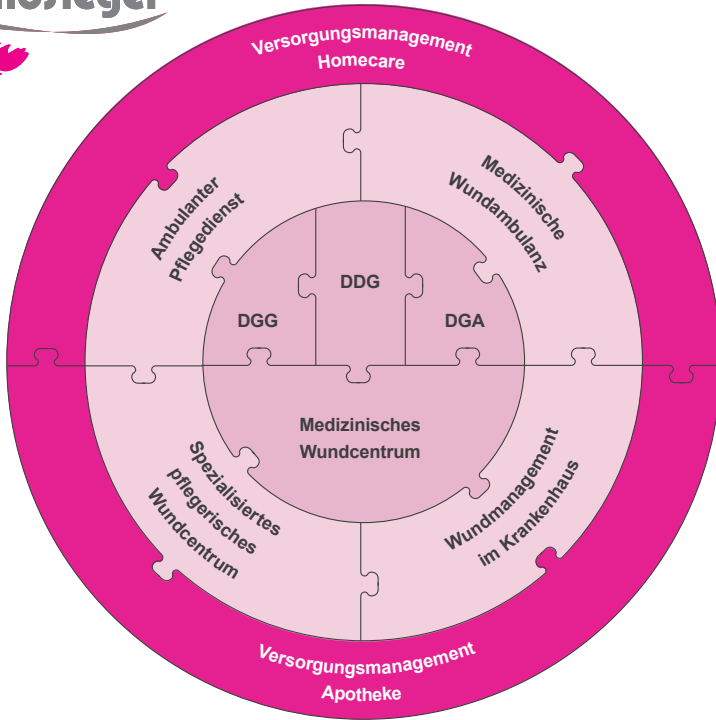 Versorgungsmanagement
Homecare
Ambulanter
Pflegedienst
Medizinische
Wundambulanz
DGG
DDG
DGA
Medizinisches
Wundcentrum
Spezialisiertes
pflegerisches
Wundcentrum
Wundmanagement
im Krankenhaus
Versorgungsmanagement
Apotheke